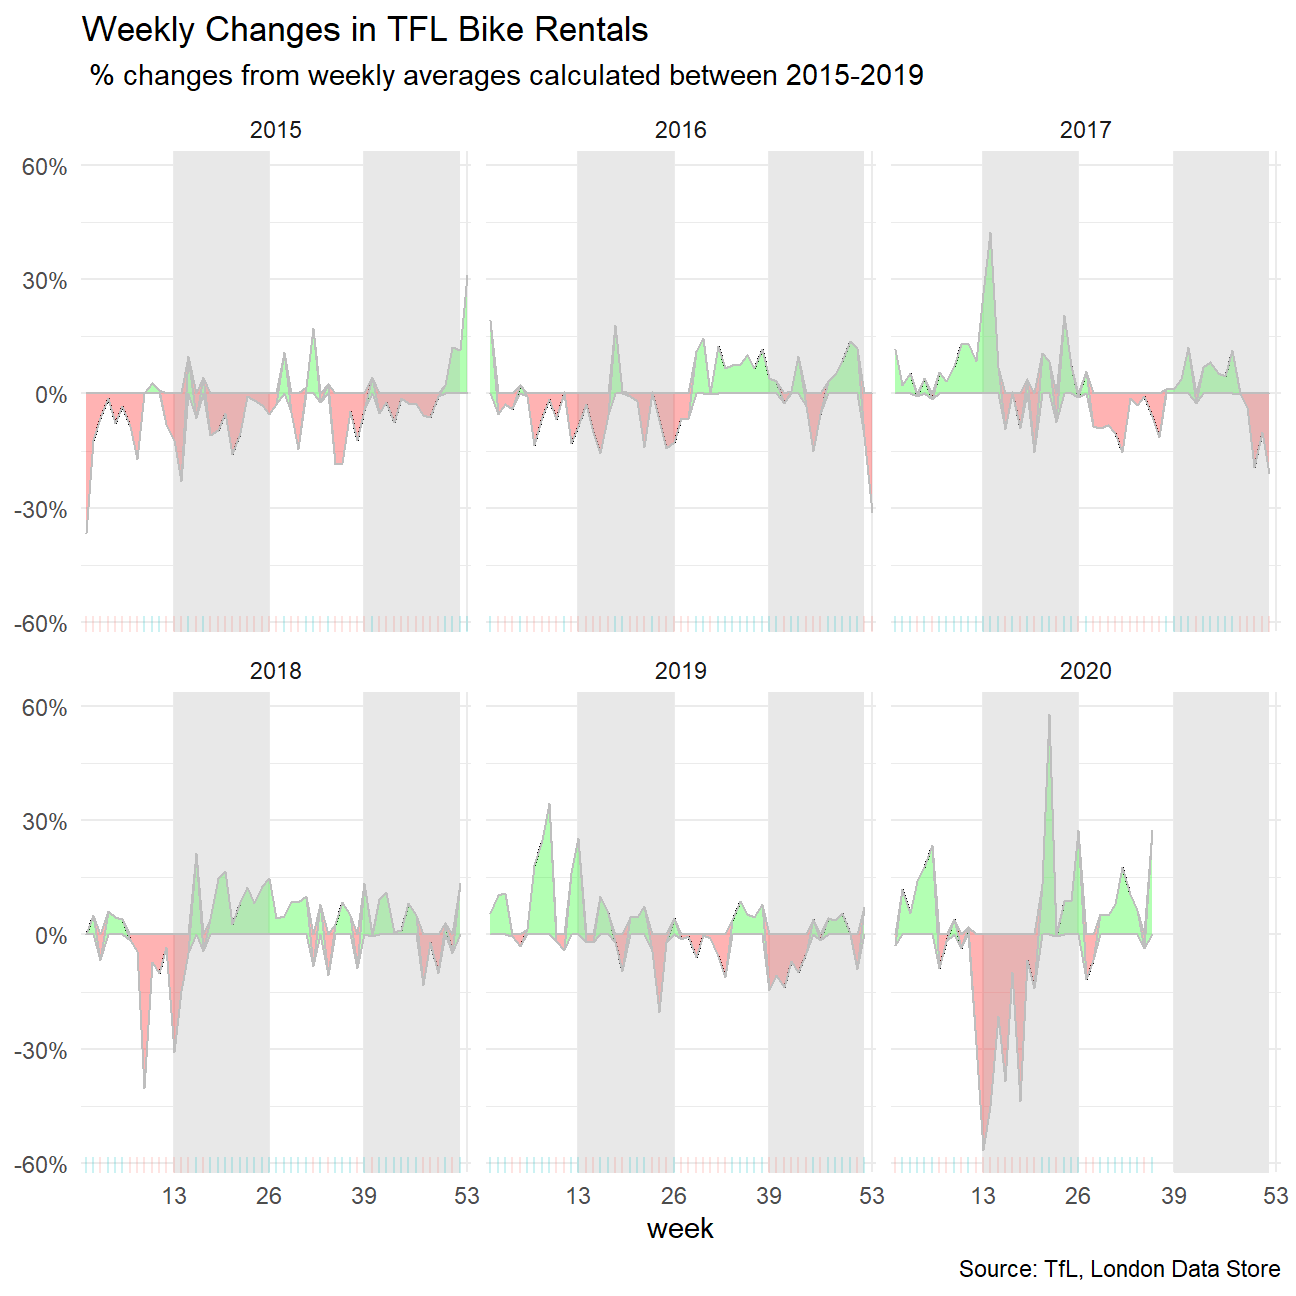 Weekly Changes in TFL Bike Rentals
% changes from weekly averages calculated between 2015-2019
2015 2016 2017
60%
30%
0%
-30%
-60%
2018 2019 2020
60%
30%
0%
-30%
-60%
13 26 39 53 13 26 39 53 13 26 39 53
week
Source: TfL, London Data Store